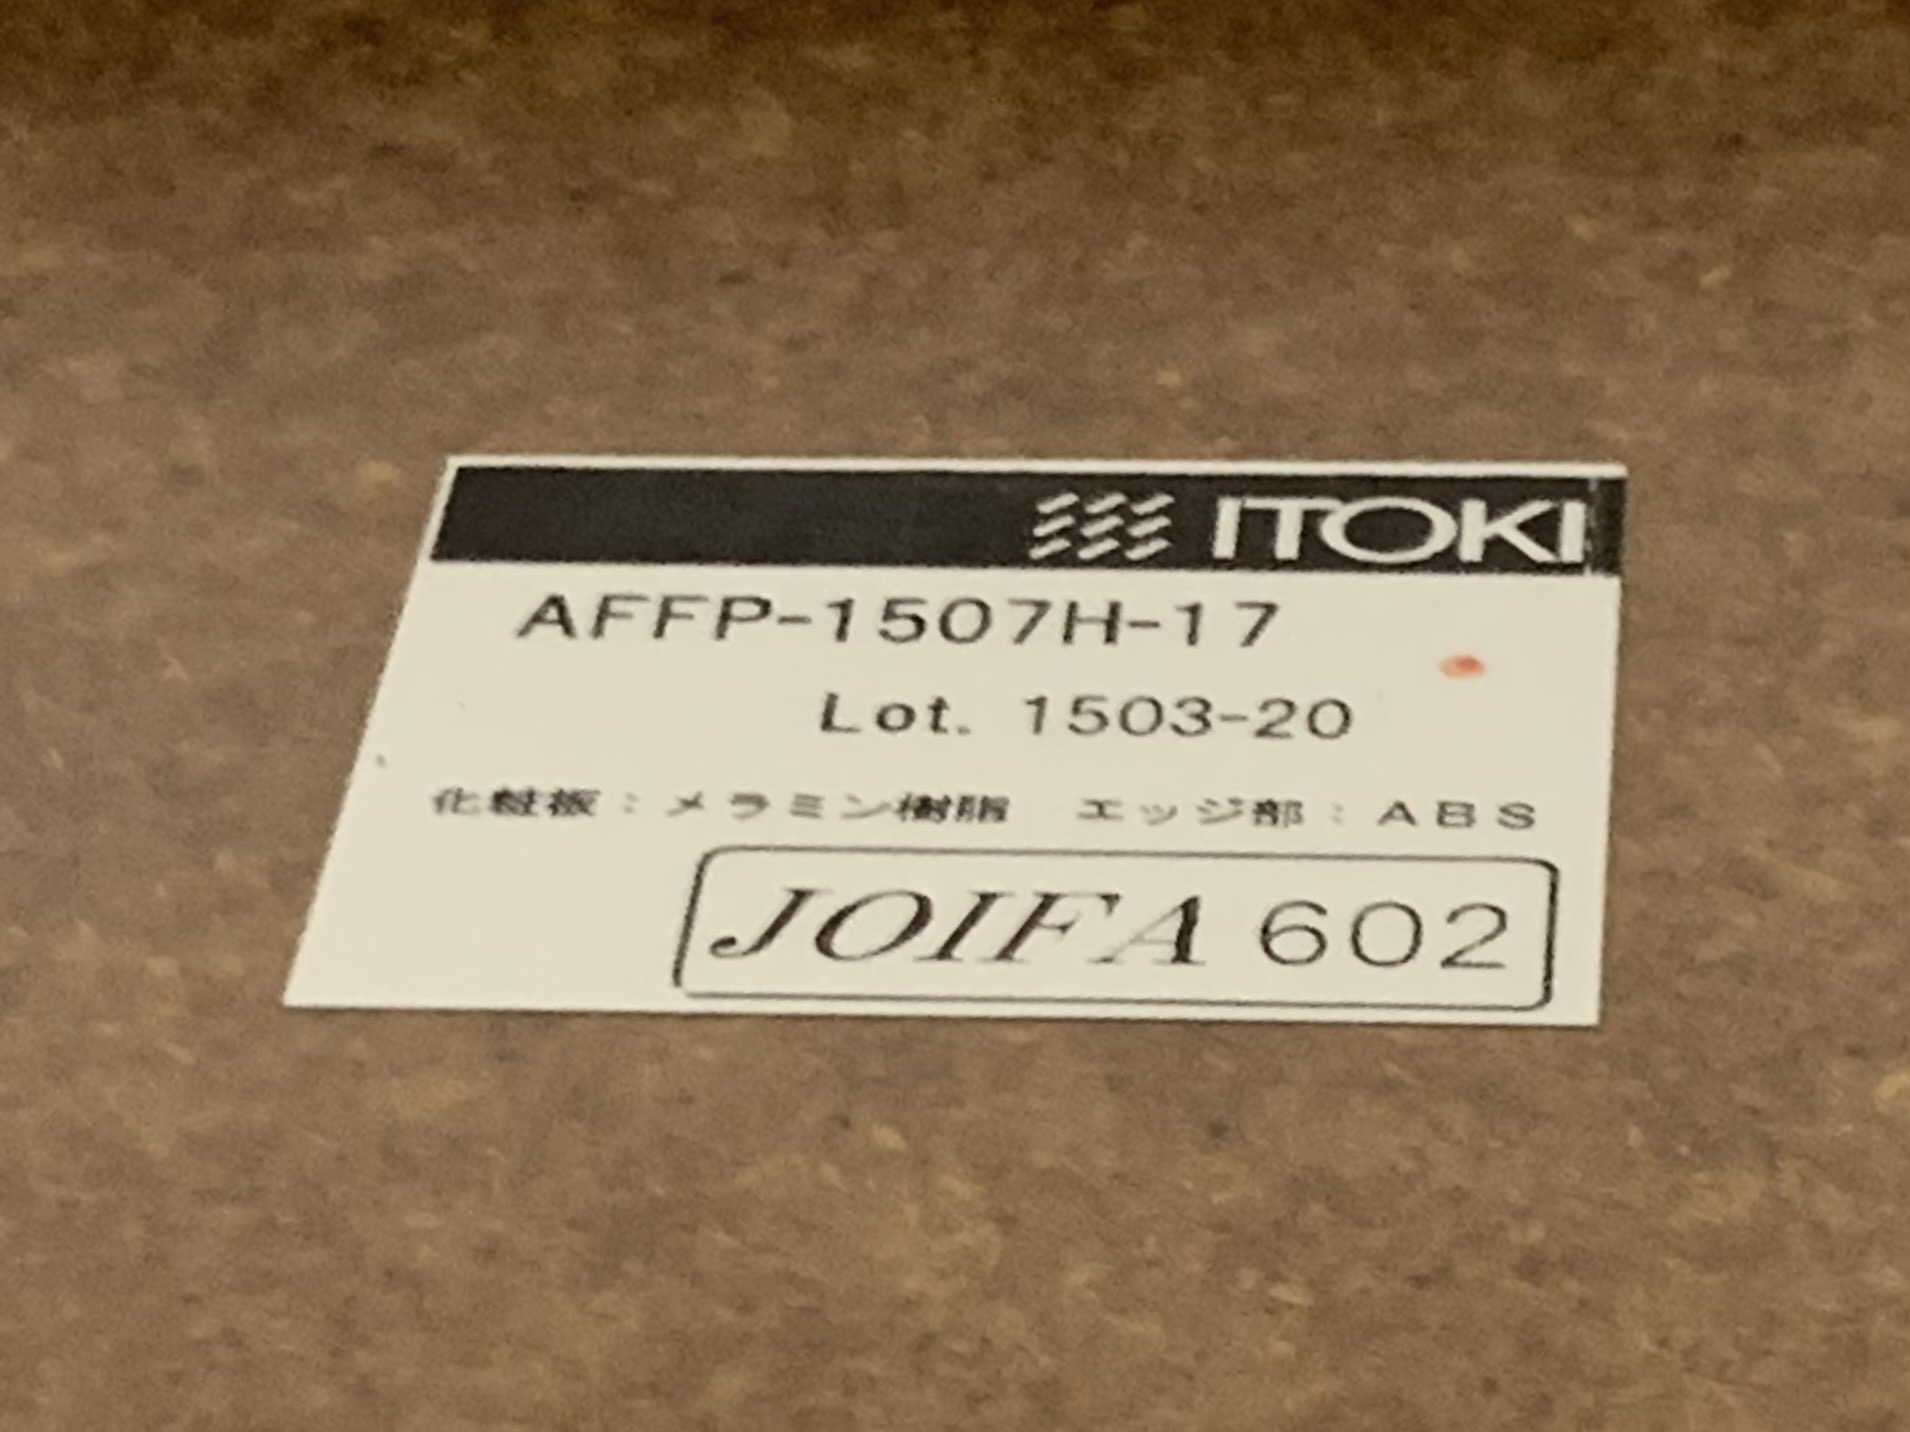 ITOKI
AFFP-1507H-17
Lot. 1503-20
化粧板：メラミン樹脂　エッジ部：ABS
JOIFA 602